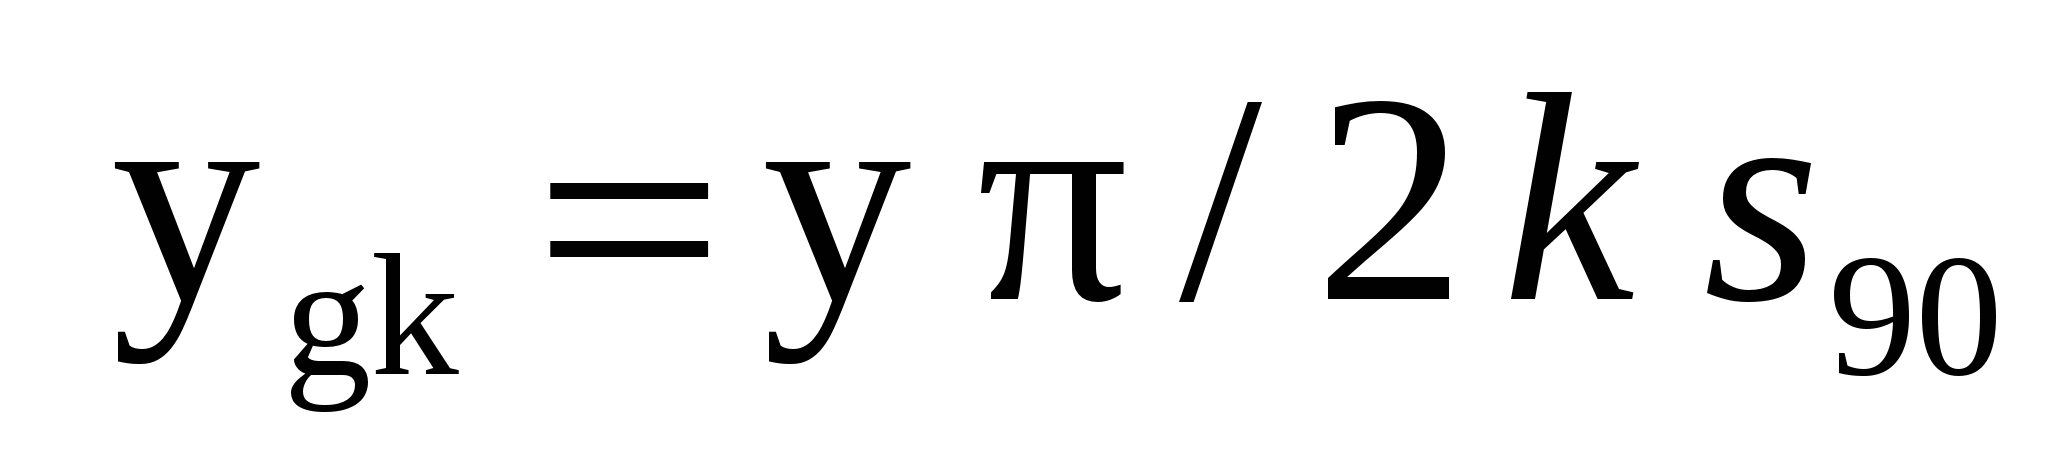 y_gk = y π / 2 k s_90